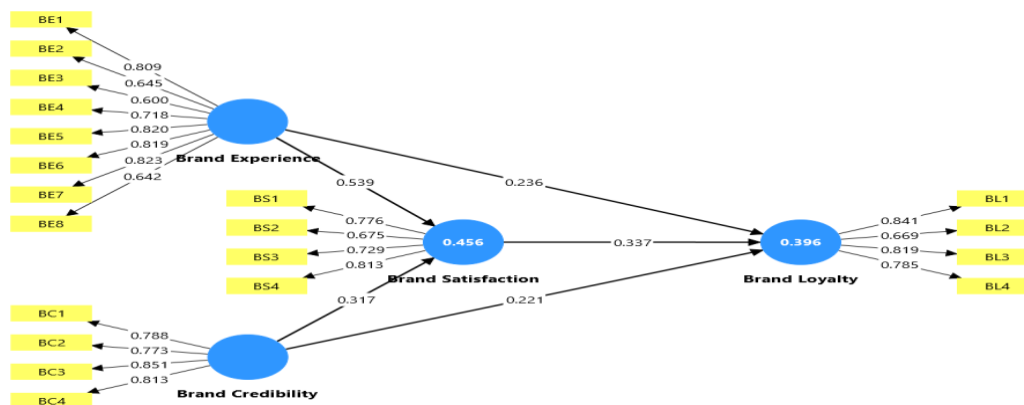 BE1
BE2
BE3
BE4
BE5
BE6
BE7
BE8
0.809
0.645
0.600
0.718
0.820
0.819
0.823
0.642
Brand Experience
0.539
0.236
BS1
BS2
BS3
BS4
0.776
0.675
0.729
0.813
0.456
Brand Satisfaction
0.337
0.396
Brand Loyalty
0.841
0.669
0.819
0.785
BL1
BL2
BL3
BL4
0.317
0.221
BC1
BC2
BC3
BC4
0.788
0.773
0.851
0.813
Brand Credibility